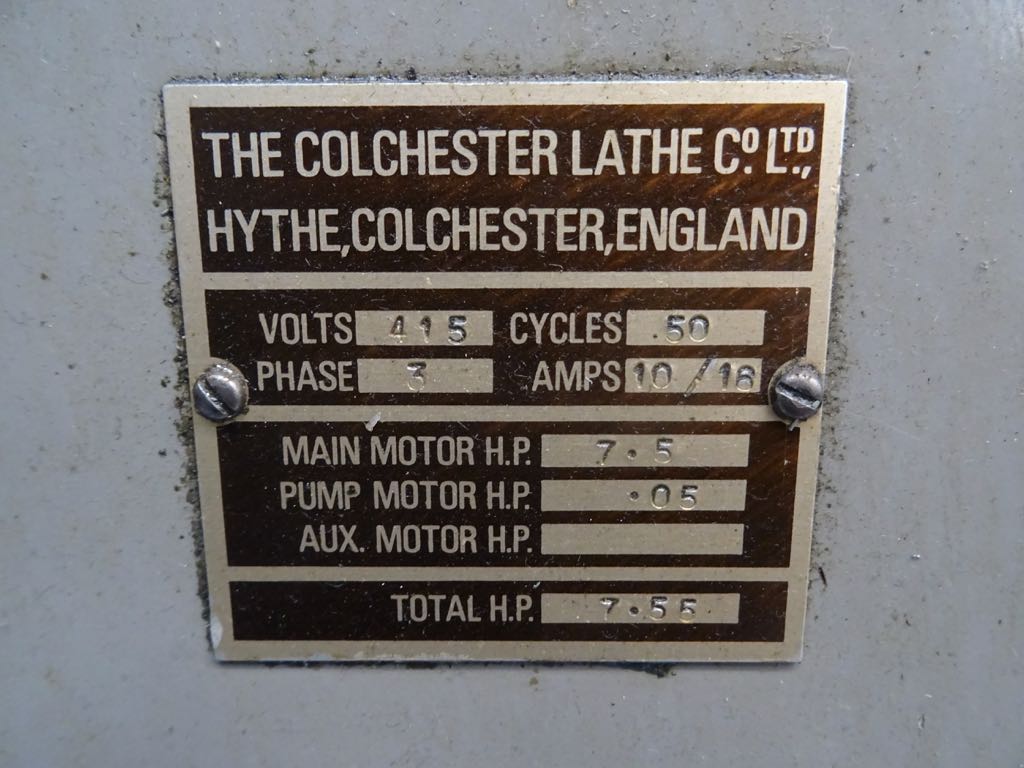 THE COLCHESTER LATHE Co. LTD.,
HYTHE, COLCHESTER, ENGLAND
VOLTS 415 CYCLES 50
PHASE 3 AMPS 10/16
MAIN MOTOR H.P. 7.5
PUMP MOTOR H.P. .05
AUX. MOTOR H.P.
TOTAL H.P. 7.55